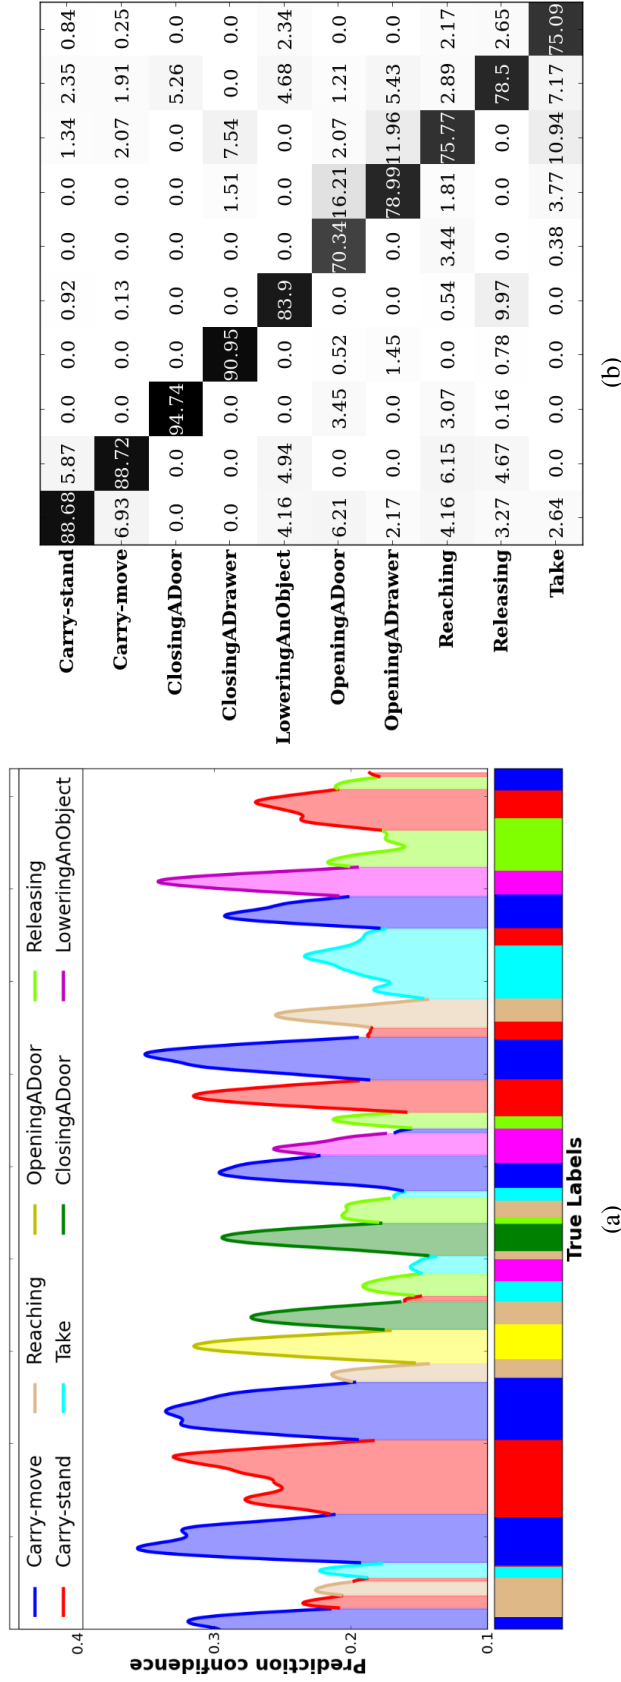 Carry-move Reaching OpeningADoor Releasing
Carry-stand Take ClosingADoor LoweringAnObject
0.4
0.3
0.2
0.1
Prediction confidence
True Labels
(a)
Carry-stand 88.68 5.87 0.0 0.0 0.92 0.0 0.0 1.34 2.35 0.84
Carry-move 6.93 88.72 0.0 0.0 0.13 0.0 0.0 2.07 1.91 0.25
ClosingADoor 0.0 0.0 94.74 0.0 0.0 0.0 0.0 0.0 5.26 0.0
ClosingADrawer 0.0 0.0 0.0 90.95 0.0 0.0 1.51 7.54 0.0 0.0
LoweringAnObject 4.16 4.94 0.0 0.0 83.9 0.0 0.0 0.0 4.68 2.34
OpeningADoor 6.21 0.0 3.45 0.52 0.0 70.34 16.21 2.07 1.21 0.0
OpeningADrawer 2.17 0.0 0.0 1.45 0.0 0.0 78.99 11.96 5.43 0.0
Reaching 4.16 6.15 3.07 0.0 0.54 3.44 1.81 75.77 2.89 2.17
Releasing 3.27 4.67 0.16 0.78 9.97 0.0 0.0 0.0 78.5 2.65
Take 2.64 0.0 0.0 0.0 0.0 0.38 3.77 10.94 7.17 75.09
(b)